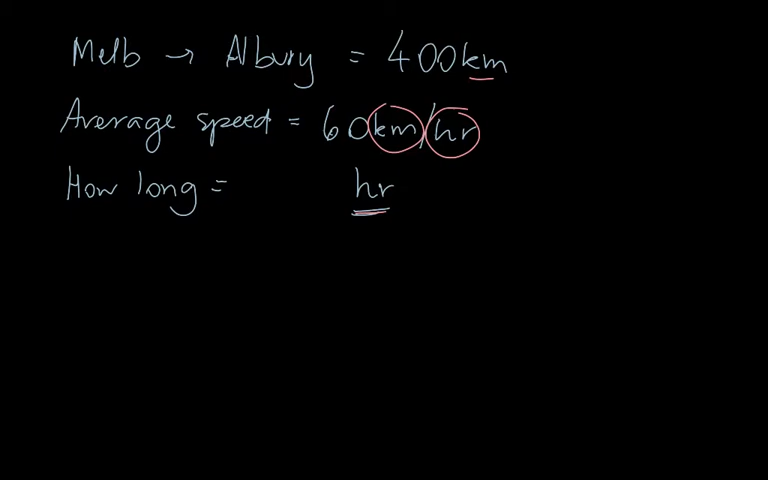 Melb → Albury = 400km
Average speed = 60km/hr
How long = hr